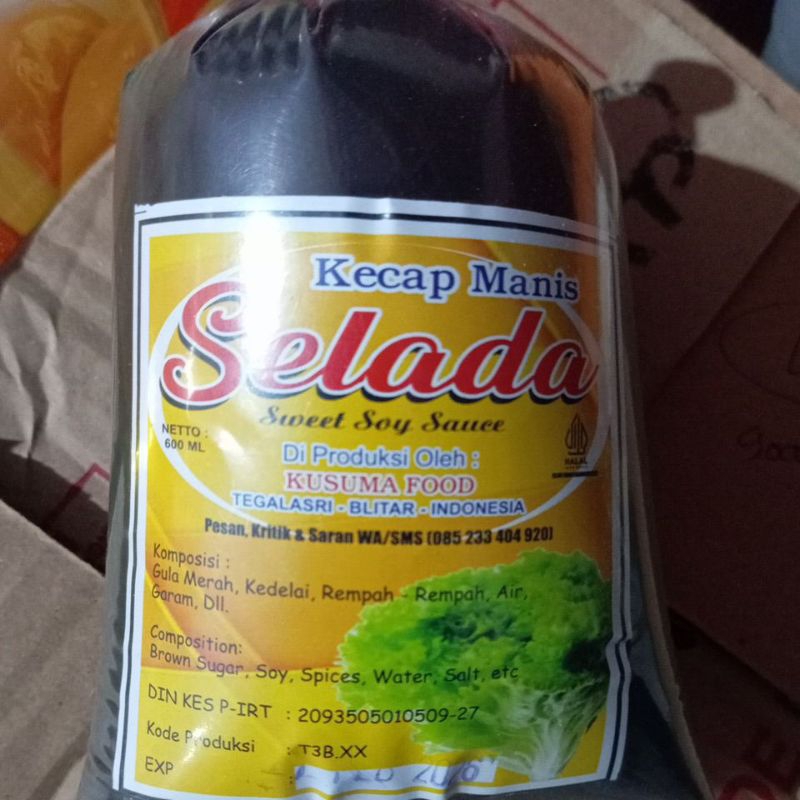 Kecap Manis
Selada
Sweet Soy Sauce
NETTO :
600 ML
HALAL
Di Produksi Oleh :
KUSUMA FOOD
TEGALASRI - BLITAR - INDONESIA
Pesan, Kritik & Saran WA/SMS (085 233 404 920)
Komposisi :
Gula Merah, Kedelai, Rempah - Rempah, Air,
Garam, Dll.
Composition:
Brown Sugar, Soy, Spices, Water, Salt, etc
DIN KES P-IRT : 2093505010509-27
Kode Produksi : T3B.XX
EXP : 2026